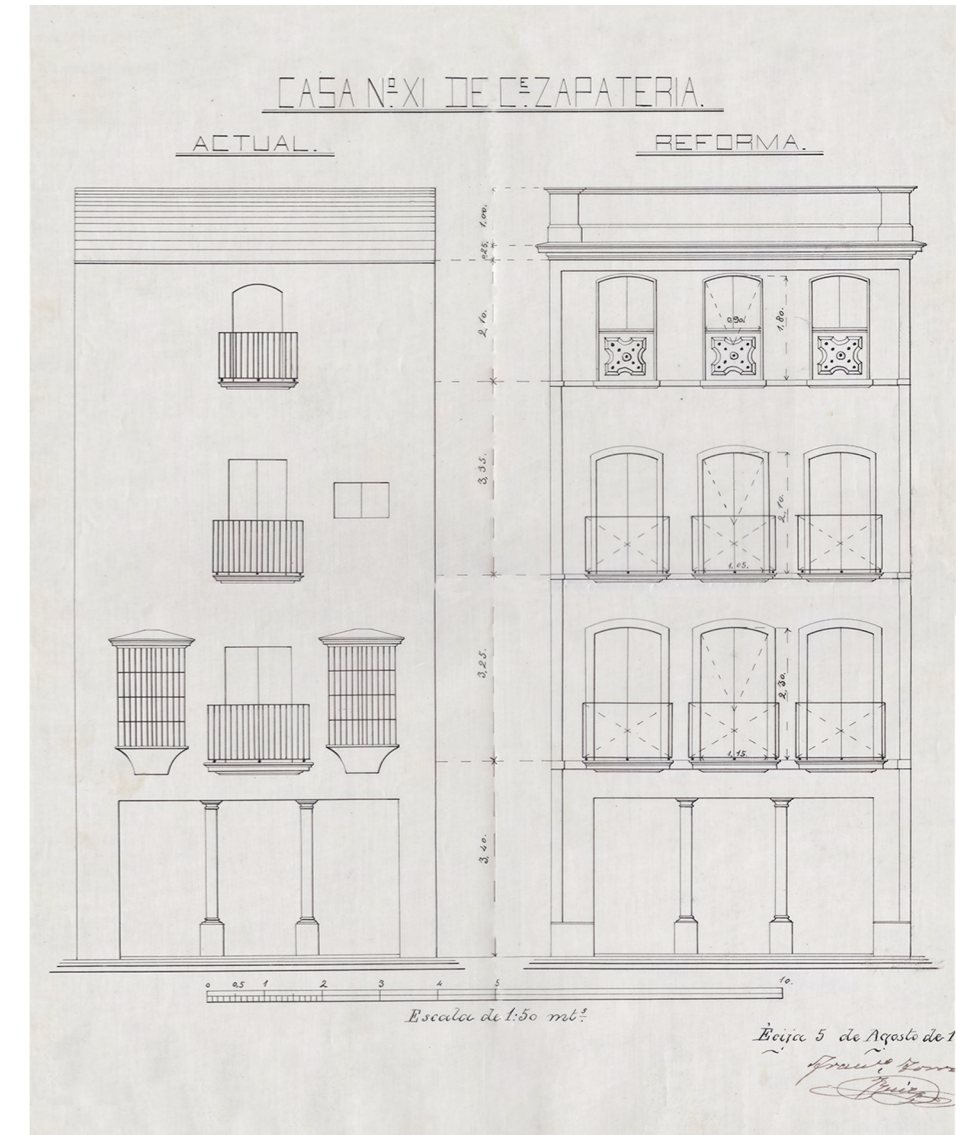 CASA Nº XI DE Cᴱ. ZAPATERIA.
ACTUAL.
REFORMA.
1,00.
0,25.
2,10.
3,35.
3,25.
3,40.
0,90.
1,80.
2,10.
1,05.
2,30.
1,15.
0 0,5 1 2 3 4 5 10.
Escala de 1:50 mtˢ.
Écija 5 de Agosto de 1